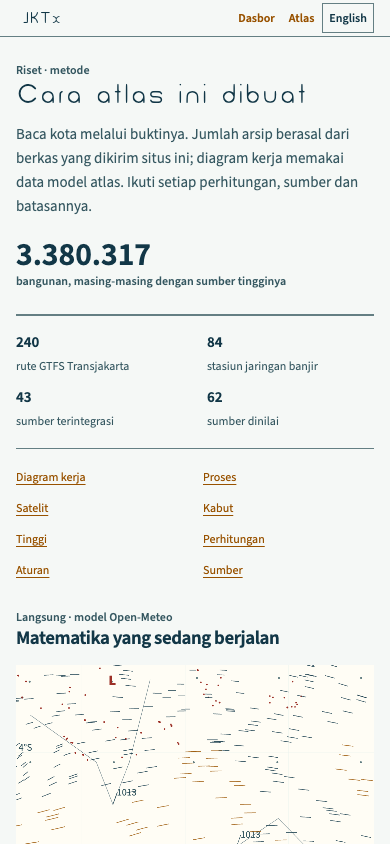 JKTx
Dasbor Atlas English
Riset · metode
Cara atlas ini dibuat
Baca kota melalui buktinya. Jumlah arsip berasal dari
berkas yang dikirim situs ini; diagram kerja memakai
data model atlas. Ikuti setiap perhitungan, sumber dan
batasannya.
3.380.317
bangunan, masing-masing dengan sumber tingginya
240 84
rute GTFS Transjakarta stasiun jaringan banjir
43 62
sumber terintegrasi sumber dinilai
Diagram kerja Proses
Satelit Kabut
Tinggi Perhitungan
Aturan Sumber
Langsung · model Open-Meteo
Matematika yang sedang berjalan
L
4°S
1013
1013